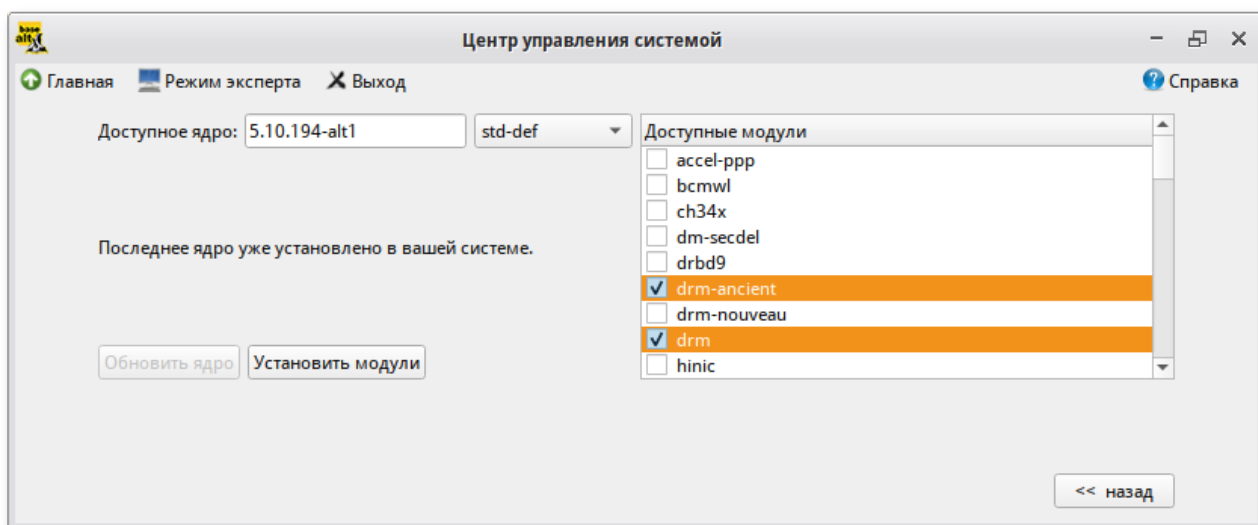 base
alt
Центр управления системой
Главная Режим эксперта Выход Справка
Доступное ядро: 5.10.194-alt1 std-def
Последнее ядро уже установлено в вашей системе.
Обновить ядро Установить модули
Доступные модули
accel-ppp
bcmwl
ch34x
dm-secdel
drbd9
drm-ancient
drm-nouveau
drm
hinic
<< назад